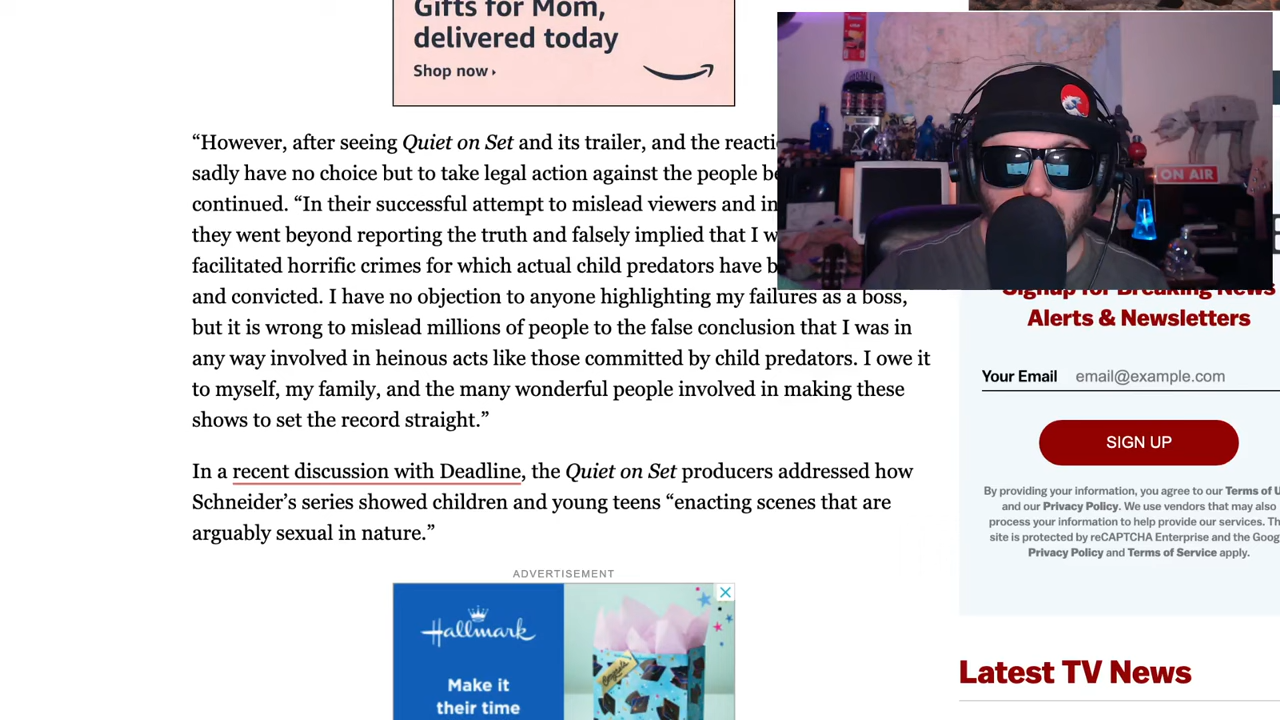 Gifts for Mom,
delivered today
Shop now ›
“However, after seeing Quiet on Set and its trailer, and the reacti
sadly have no choice but to take legal action against the people be
continued. “In their successful attempt to mislead viewers and in
they went beyond reporting the truth and falsely implied that I w
facilitated horrific crimes for which actual child predators have b
and convicted. I have no objection to anyone highlighting my failures as a boss,
but it is wrong to mislead millions of people to the false conclusion that I was in
any way involved in heinous acts like those committed by child predators. I owe it
to myself, my family, and the many wonderful people involved in making these
shows to set the record straight.”
In a recent discussion with Deadline, the Quiet on Set producers addressed how
Schneider’s series showed children and young teens “enacting scenes that are
arguably sexual in nature.”
ADVERTISEMENT
Hallmark
Make it
their time
Congrats
ON AIR
Signup for Breaking News
Alerts & Newsletters
Your Email email@example.com
SIGN UP
By providing your information, you agree to our Terms of U
and our Privacy Policy. We use vendors that may also
process your information to help provide our services. Th
site is protected by reCAPTCHA Enterprise and the Goog
Privacy Policy and Terms of Service apply.
Latest TV News